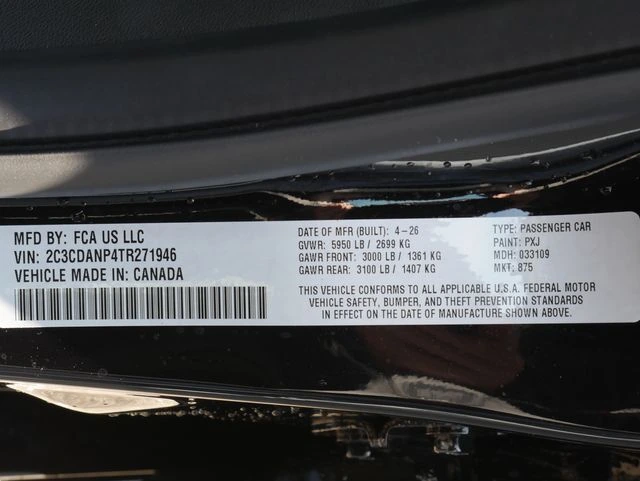 MFD BY: FCA US LLC
VIN: 2C3CDANP4TR271946
VEHICLE MADE IN: CANADA
DATE OF MFR (BUILT): 4-26
GVWR: 5950 LB / 2699 KG
GAWR FRONT: 3000 LB / 1361 KG
GAWR REAR: 3100 LB / 1407 KG
TYPE: PASSENGER CAR
PAINT: PXJ
MDH: 033109
MKT: 875
THIS VEHICLE CONFORMS TO ALL APPLICABLE U.S.A. FEDERAL MOTOR
VEHICLE SAFETY, BUMPER, AND THEFT PREVENTION STANDARDS
IN EFFECT ON THE DATE OF MANUFACTURE SHOWN ABOVE.